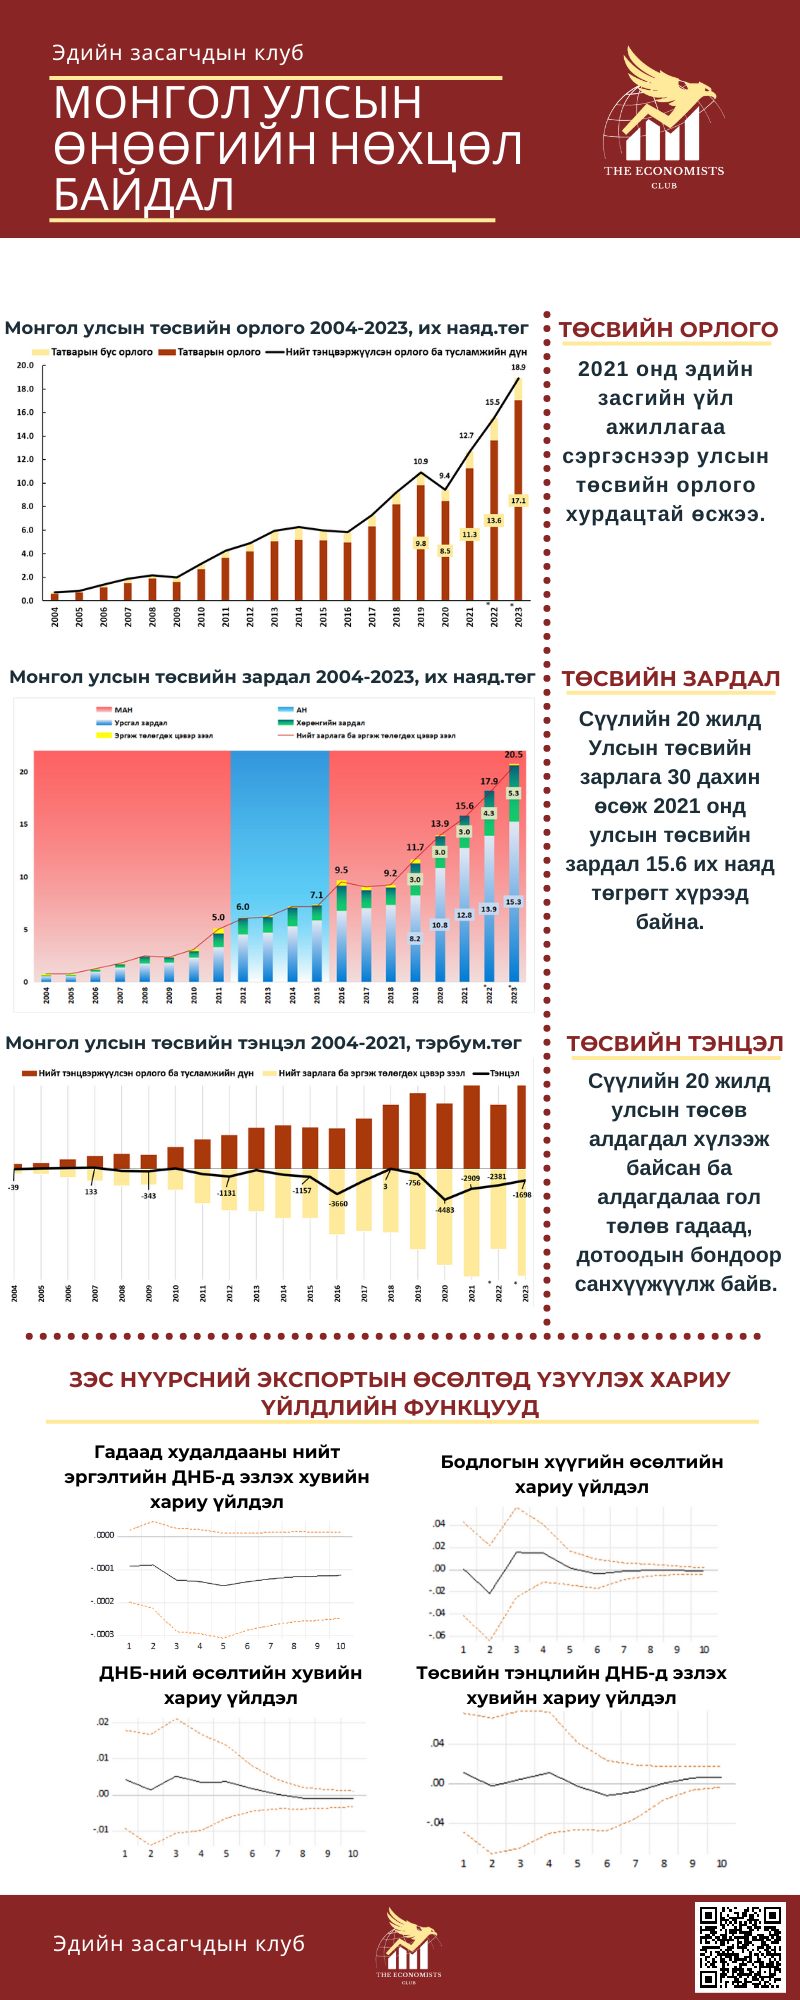 Эдийн засагчдын клуб
МОНГОЛ УЛСЫН
ӨНӨӨГИЙН НӨХЦӨЛ
БАЙДАЛ
THE ECONOMISTS
CLUB
Монгол улсын төсвийн орлого 2004-2023, их наяд.төг
Татварын бус орлого Татварын орлого Нийт тэнцвэржүүлсэн орлого ба тусламжийн дүн
20.0
18.0
16.0
14.0
12.0
10.0
8.0
6.0
4.0
2.0
0.0
10.9 9.4 12.7 15.5 18.9
9.8 8.5 11.3 13.6 17.1
2004 2005 2006 2007 2008 2009 2010 2011 2012 2013 2014 2015 2016 2017 2018 2019 2020 2021 2022* 2023*
ТӨСВИЙН ОРЛОГО
2021 онд эдийн
засгийн үйл
ажиллагаа
сэргэснээр улсын
төсвийн орлого
хурдацтай өсжээ.
Монгол улсын төсвийн зардал 2004-2023, их наяд.төг
МАН АН
Урсгал зардал Хөрөнгийн зардал
Эргэж төлөгдөх цэвэр зээл Нийт зарлага ба эргэж төлөгдөх цэвэр зээл
20
15
10
5
0
5.0 6.0 7.1 9.5 9.2 11.7 13.9 15.6 17.9 20.5
3.0 3.0 3.0 4.3 5.3
8.2 10.8 12.8 13.9 15.3
2004 2005 2006 2007 2008 2009 2010 2011 2012 2013 2014 2015 2016 2017 2018 2019 2020 2021 2022* 2023*
ТӨСВИЙН ЗАРДАЛ
Сүүлийн 20 жилд
Улсын төсвийн
зарлага 30 дахин
өсөж 2021 онд
улсын төсвийн
зардал 15.6 их наяд
төгрөгт хүрээд
байна.
Монгол улсын төсвийн тэнцэл 2004-2021, тэрбум.төг
Нийт тэнцвэржүүлсэн орлого ба тусламжийн дүн Нийт зарлага ба эргэж төлөгдөх цэвэр зээл Тэнцэл
-39 133 -343 -1131 -1157 -3660 3 -756 -4483 -2909 -2381 -1698
2004 2005 2006 2007 2008 2009 2010 2011 2012 2013 2014 2015 2016 2017 2018 2019 2020 2021 2022* 2023*
ТӨСВИЙН ТЭНЦЭЛ
Сүүлийн 20 жилд
улсын төсөв
алдагдал хүлээж
байсан ба
алдагдалаа гол
төлөв гадаад,
дотоодын бондоор
санхүүжүүлж байв.
ЗЭС НҮҮРСНИЙ ЭКСПОРТЫН ӨСӨЛТӨД ҮЗҮҮЛЭХ ХАРИУ
ҮЙЛДЛИЙН ФУНКЦУУД
Гадаад худалдааны нийт
эргэлтийн ДНБ-д эзлэх хувийн
хариу үйлдэл
.0000
-.0001
-.0002
-.0003
1 2 3 4 5 6 7 8 9 10
Бодлогын хүүгийн өсөлтийн
хариу үйлдэл
.04
.02
.00
-.02
-.04
-.06
1 2 3 4 5 6 7 8 9 10
ДНБ-ний өсөлтийн хувийн
хариу үйлдэл
.02
.01
.00
-.01
1 2 3 4 5 6 7 8 9 10
Төсвийн тэнцлийн ДНБ-д эзлэх
хувийн хариу үйлдэл
.04
.00
-.04
1 2 3 4 5 6 7 8 9 10
Эдийн засагчдын клуб
THE ECONOMISTS
CLUB